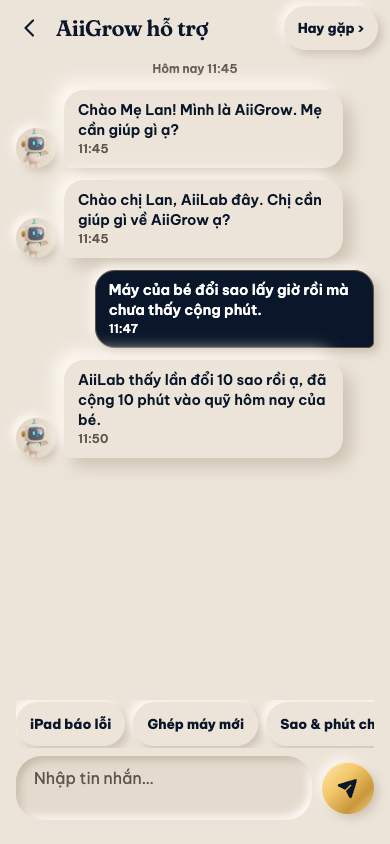 AiiGrow hỗ trợ
Hay gặp ›
Hôm nay 11:45
Chào Mẹ Lan! Mình là AiiGrow. Mẹ
cần giúp gì ạ?
11:45
Chào chị Lan, AiiLab đây. Chị cần
giúp gì về AiiGrow ạ?
11:45
Máy của bé đổi sao lấy giờ rồi mà
chưa thấy cộng phút.
11:47
AiiLab thấy lần đổi 10 sao rồi ạ, đã
cộng 10 phút vào quỹ hôm nay của
bé.
11:50
iPad báo lỗi
Ghép máy mới
Sao & phút ch
Nhập tin nhắn...